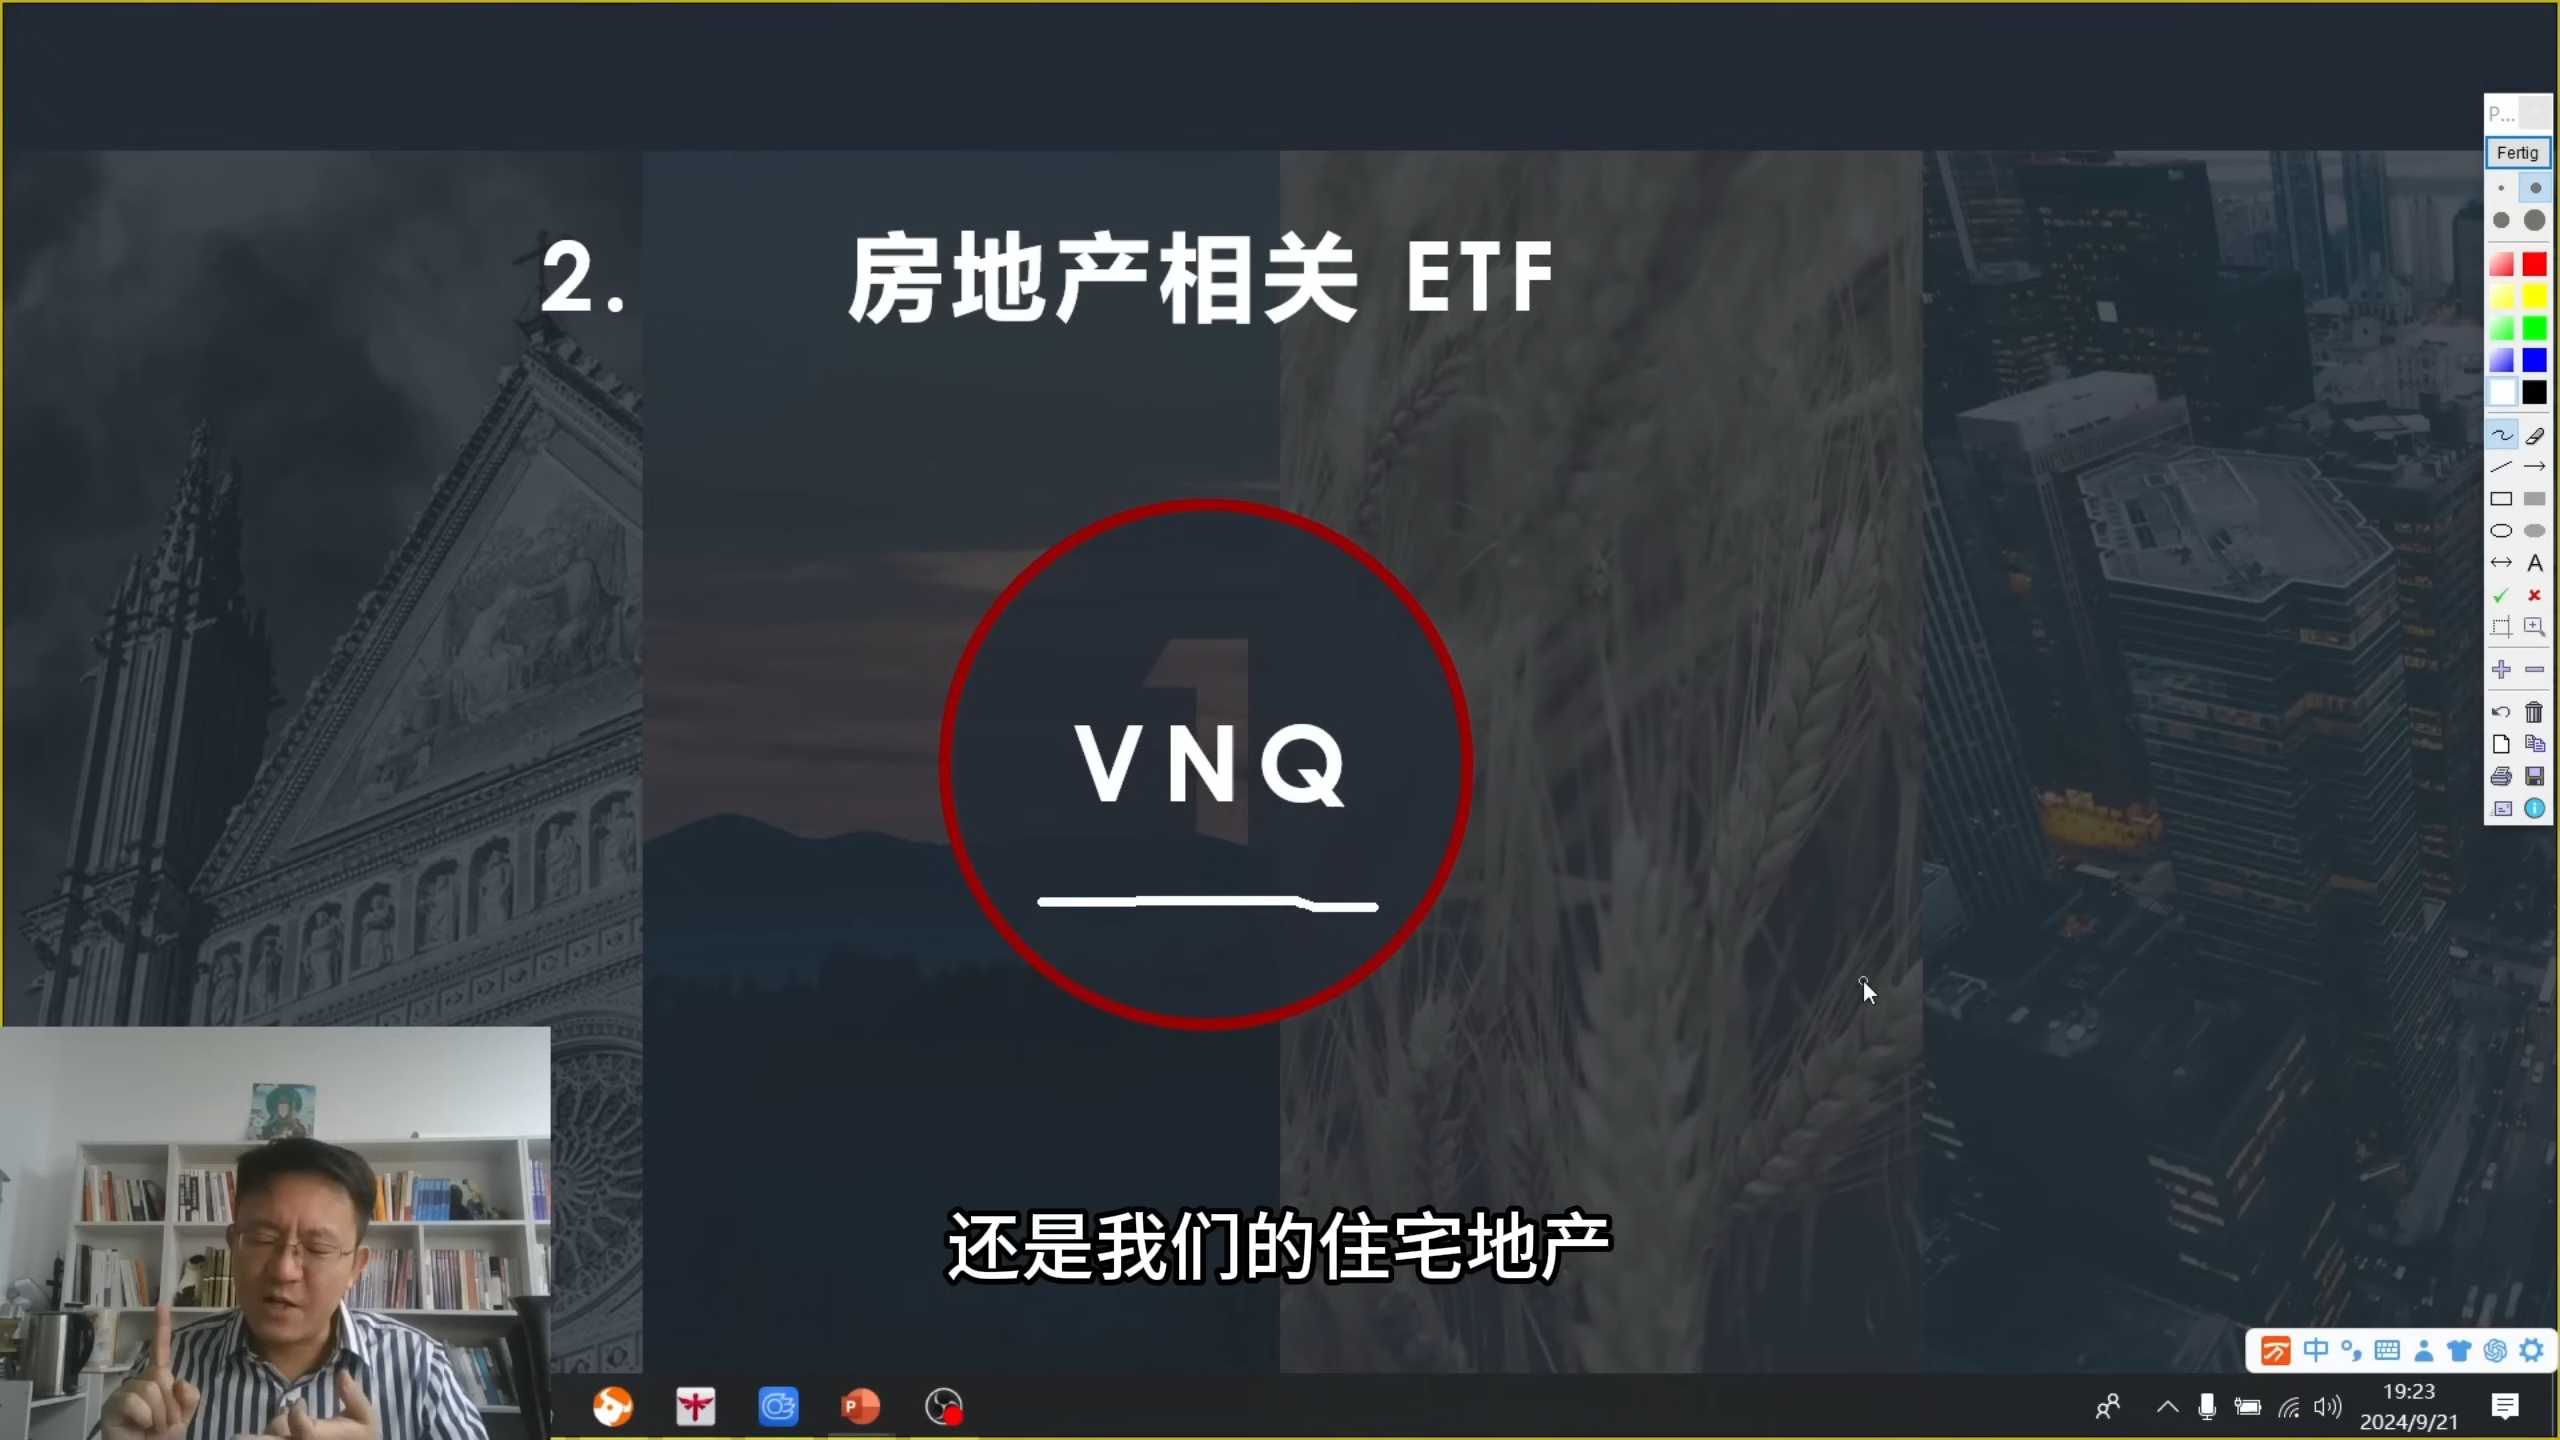 P...
Fertig
2. 房地产相关 ETF
1
VNQ
A
还是我们的住宅地产
中
P
19:23
2024/9/21